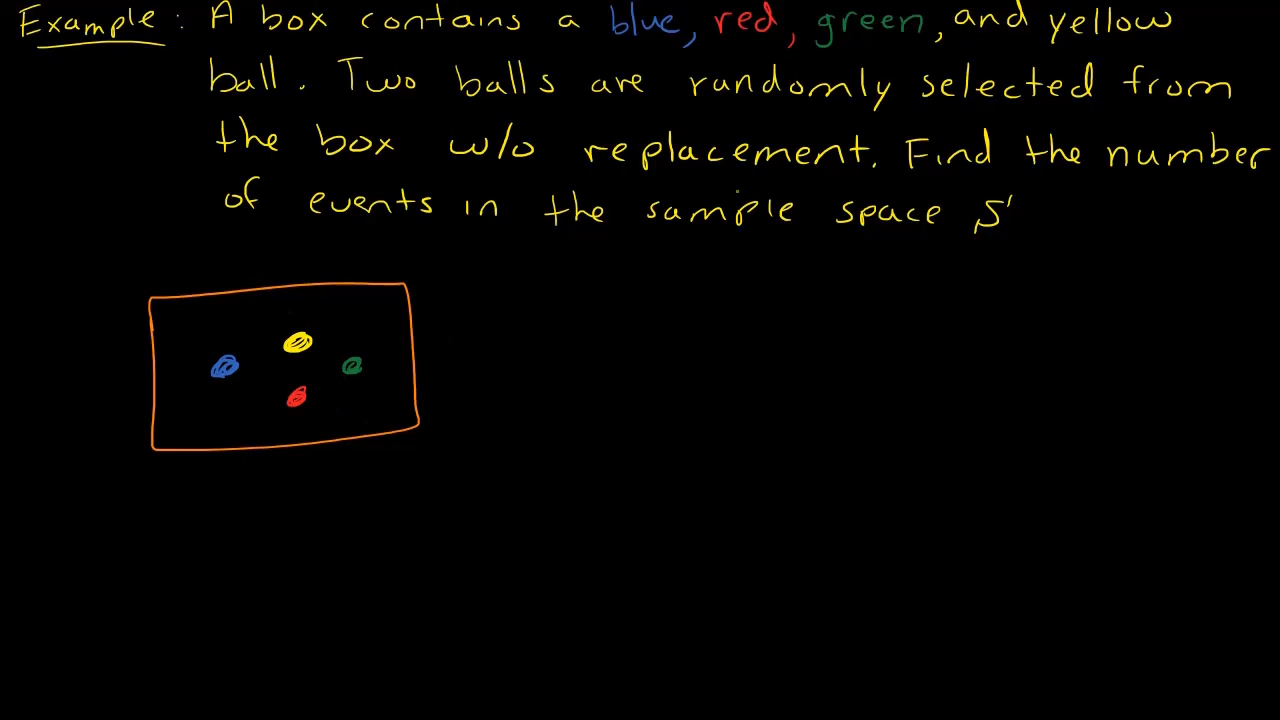 Example: A box contains a blue, red, green, and yellow
ball. Two balls are randomly selected from
the box w/o replacement. Find the number
of events in the sample space S